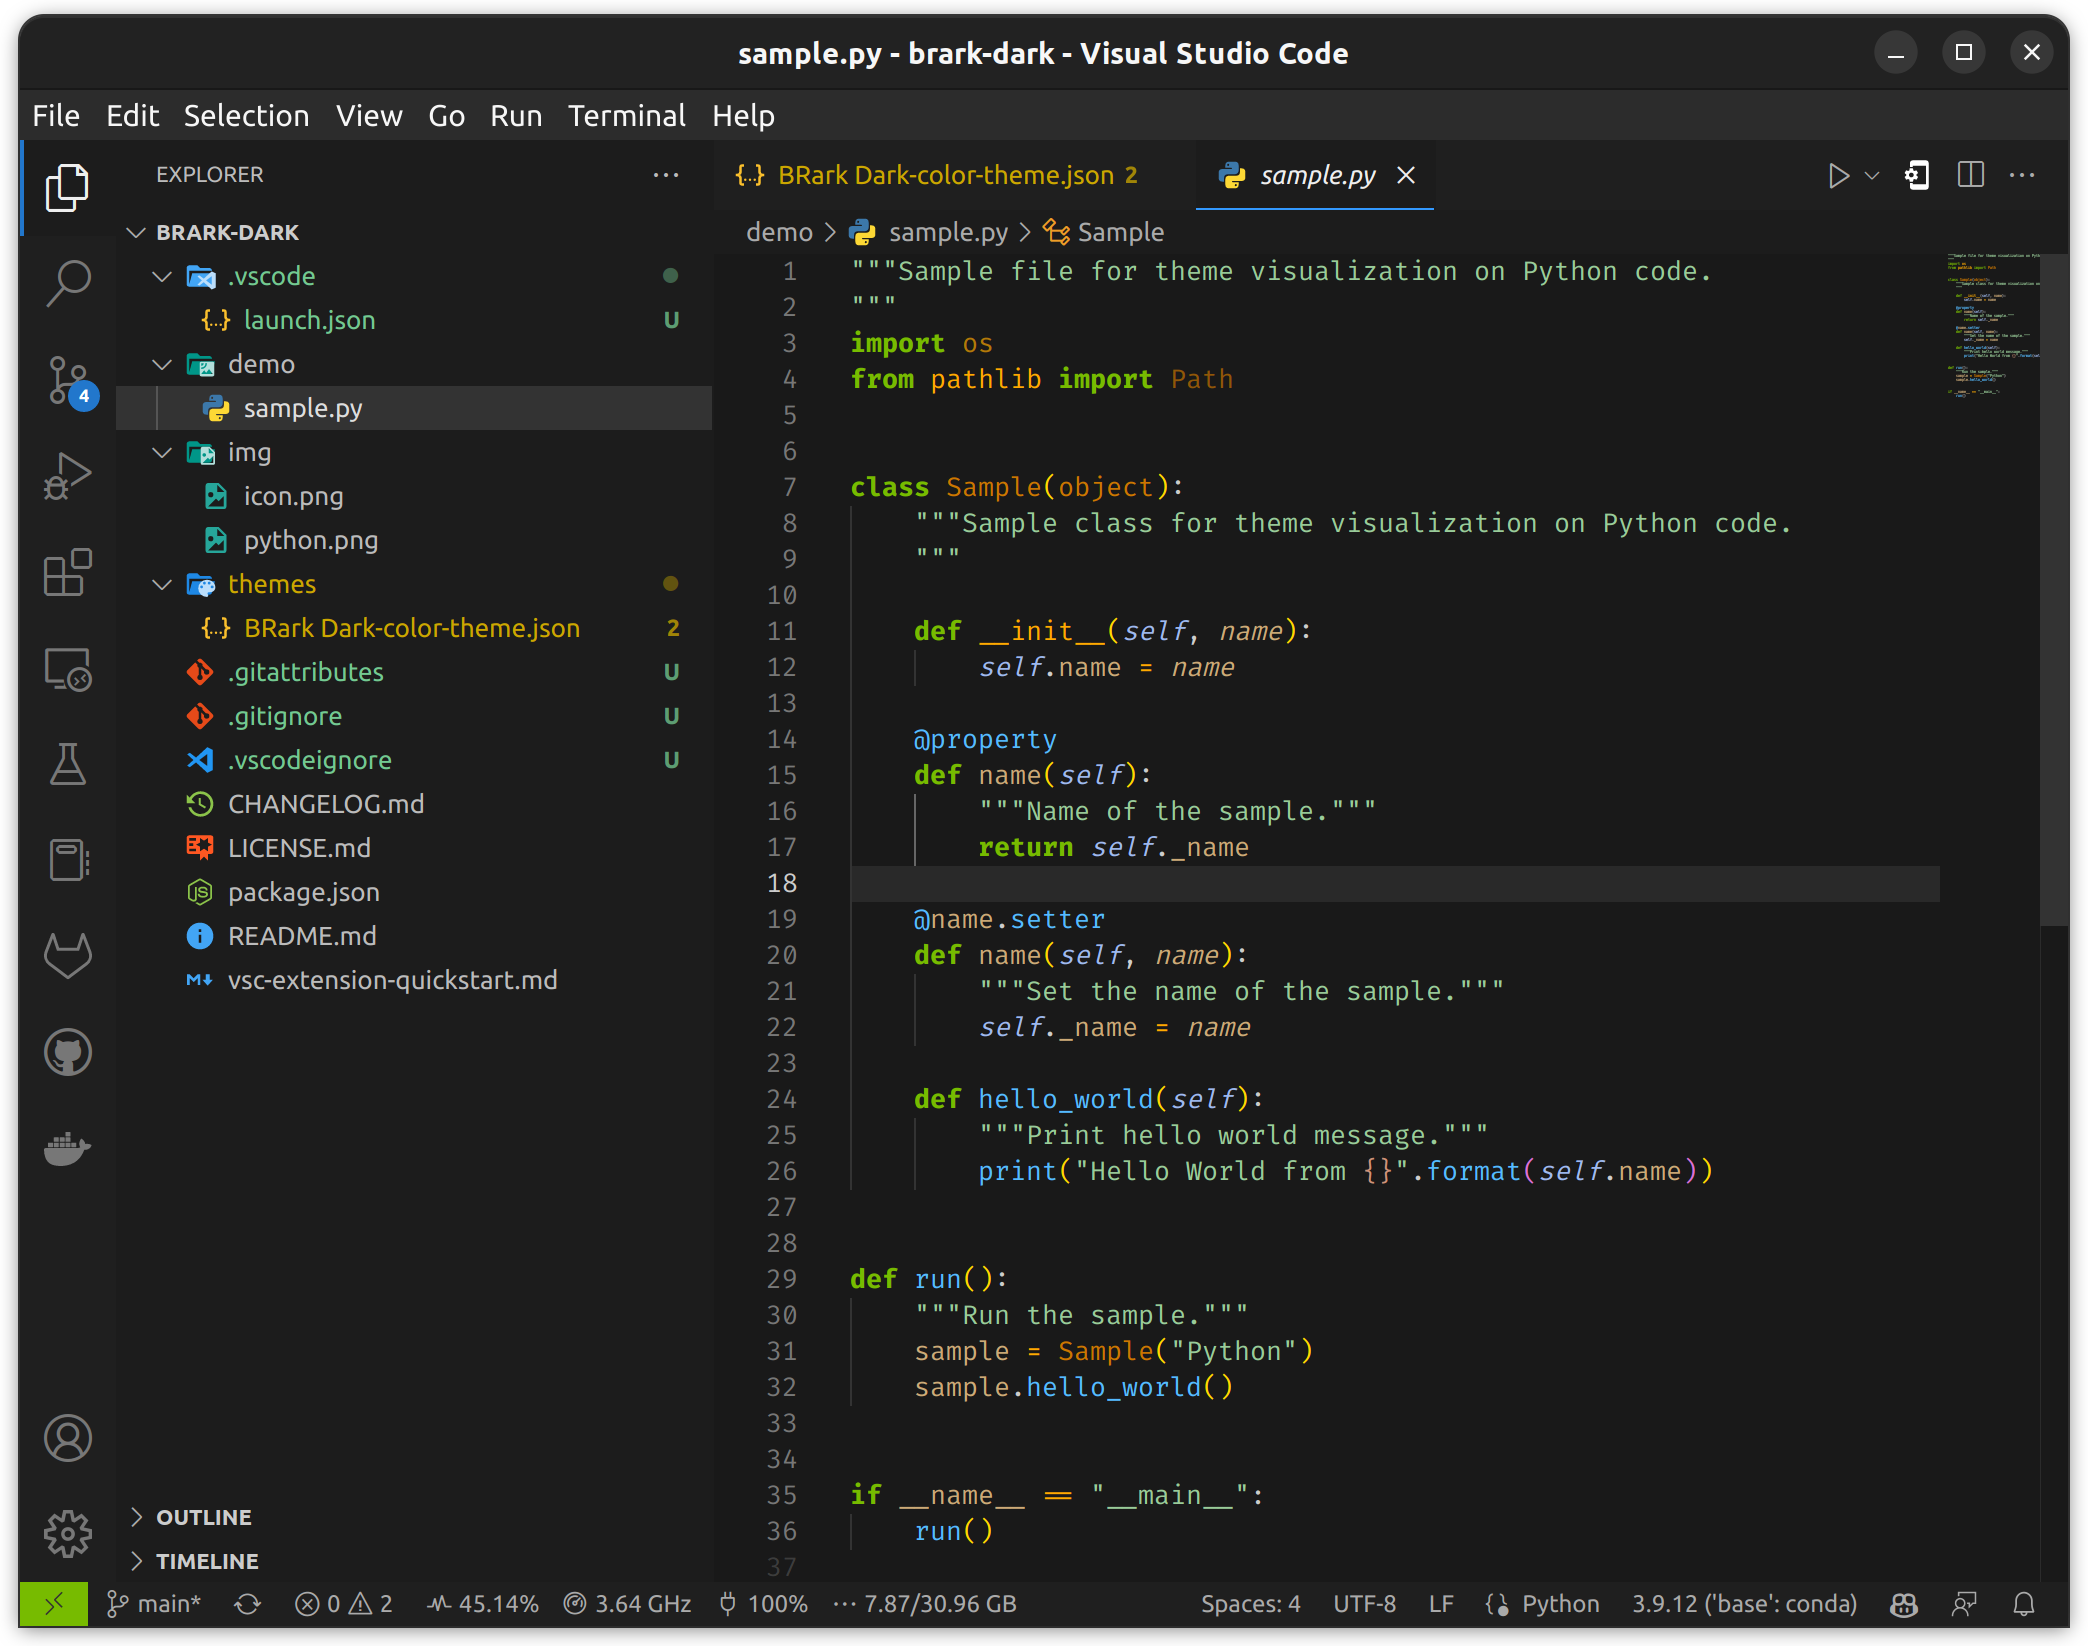 sample.py - brark-dark - Visual Studio Code
File Edit Selection View Go Run Terminal Help
EXPLORER
BRARK-DARK
.vscode
launch.json U
demo
sample.py
img
icon.png
python.png
themes
BRark Dark-color-theme.json 2
.gitattributes U
.gitignore U
.vscodeignore U
CHANGELOG.md
LICENSE.md
package.json
README.md
vsc-extension-quickstart.md
OUTLINE
TIMELINE
4
BRark Dark-color-theme.json 2 sample.py
demo > sample.py > Sample
1 """Sample file for theme visualization on Python code.
2 """
3 import os
4 from pathlib import Path
5
6
7 class Sample(object):
8     """Sample class for theme visualization on Python code.
9     """
10
11     def __init__(self, name):
12         self.name = name
13
14     @property
15     def name(self):
16         """Name of the sample."""
17         return self._name
18
19     @name.setter
20     def name(self, name):
21         """Set the name of the sample."""
22         self._name = name
23
24     def hello_world(self):
25         """Print hello world message."""
26         print("Hello World from {}".format(self.name))
27
28
29 def run():
30     """Run the sample."""
31     sample = Sample("Python")
32     sample.hello_world()
33
34
35 if __name__ == "__main__":
36     run()
37
main* 0 2 45.14% 3.64 GHz 100% ··· 7.87/30.96 GB Spaces: 4 UTF-8 LF Python 3.9.12 ('base': conda)